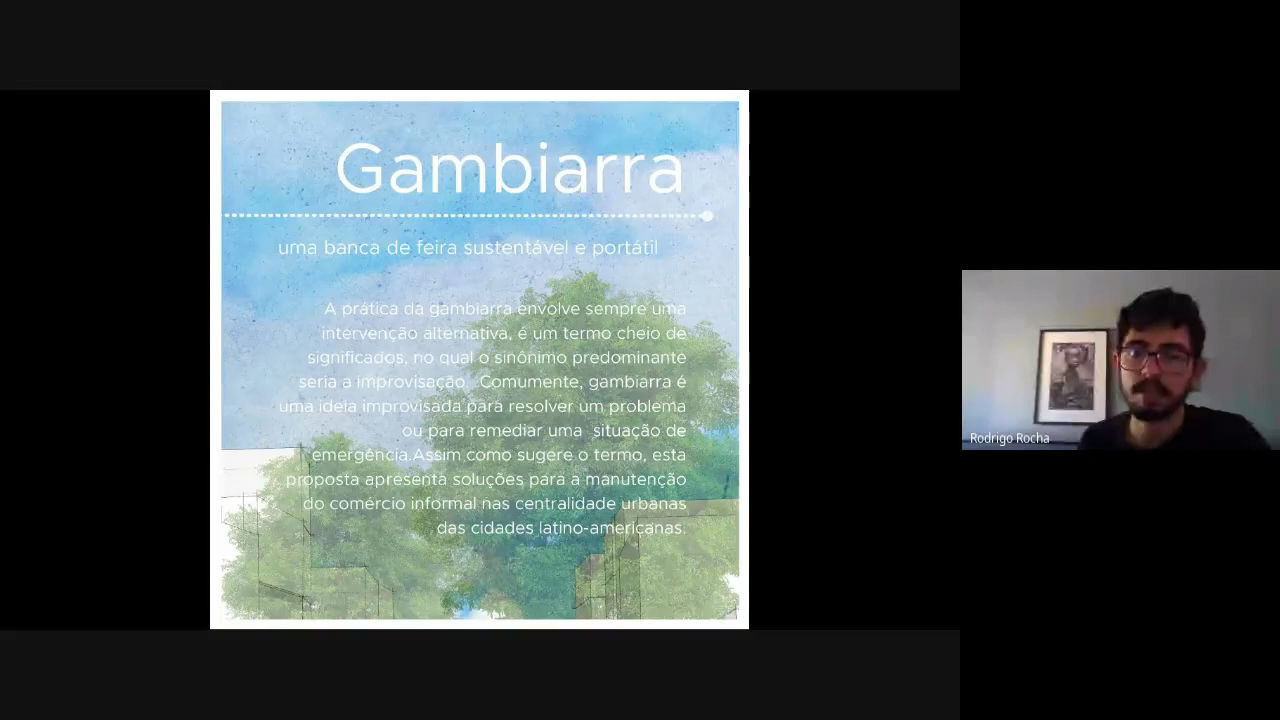 Gambiarra
uma banca de feira sustentável e portátil
A prática da gambiarra envolve sempre uma
intervenção alternativa, é um termo cheio de
significados, no qual o sinônimo predominante
seria a improvisação.  Comumente, gambiarra é
uma ideia improvisada para resolver um problema
ou para remediar uma  situação de
emergência.Assim como sugere o termo, esta
proposta apresenta soluções para a manutenção
do comércio informal nas centralidade urbanas
das cidades latino-americanas.
Rodrigo Rocha